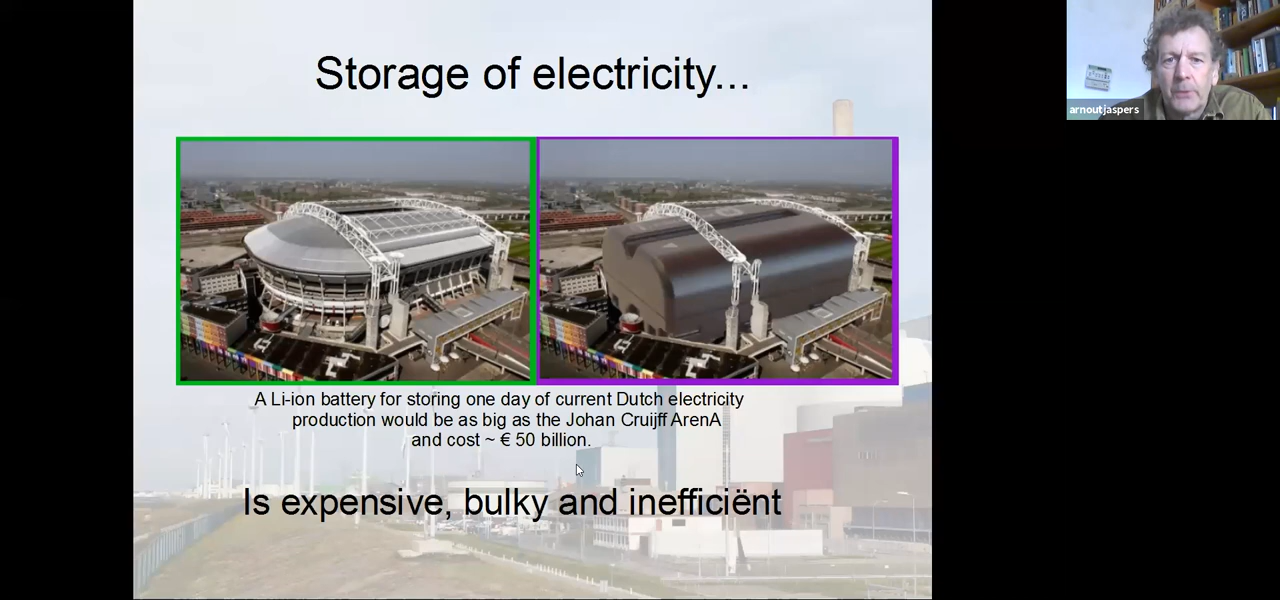 Storage of electricity...
arnoutjaspers
A Li-ion battery for storing one day of current Dutch electricity
production would be as big as the Johan Cruijff ArenA
and cost ~ € 50 billion.
Is expensive, bulky and inefficiënt